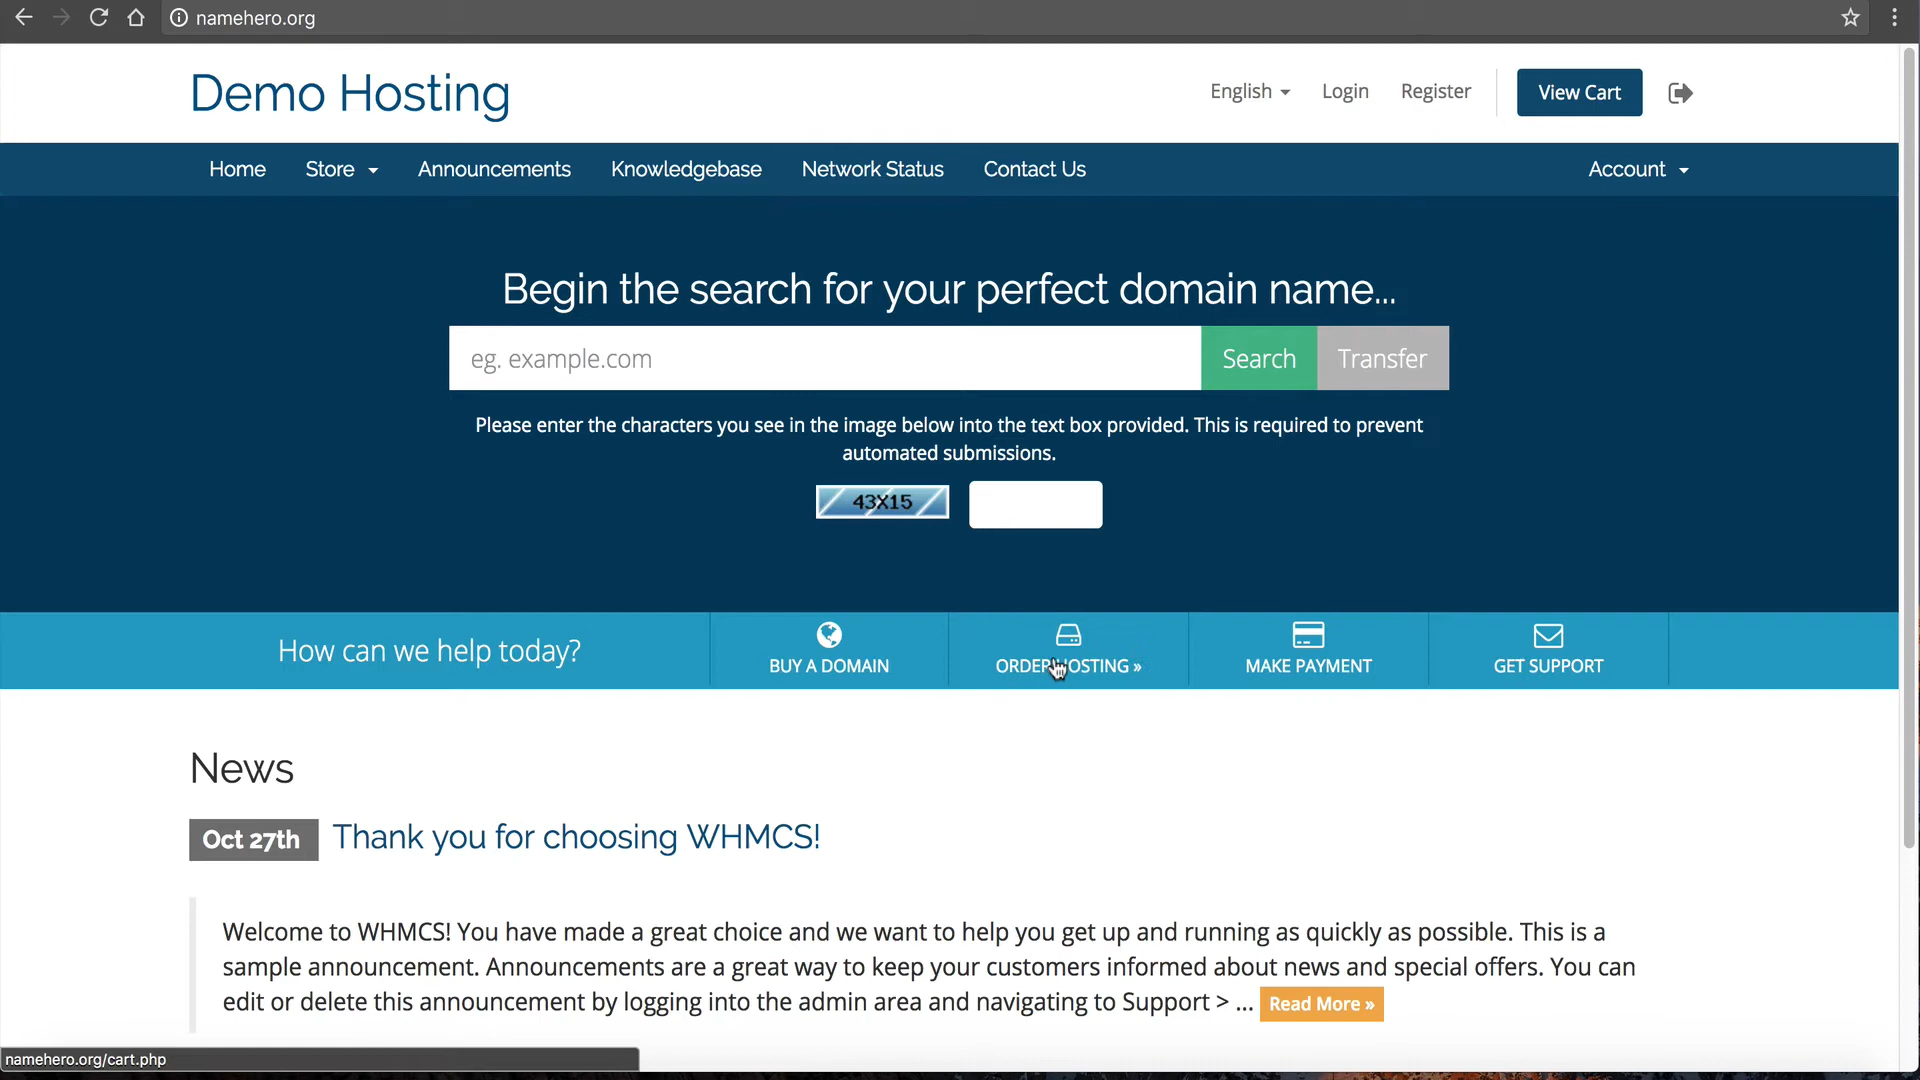 namehero.org
Demo Hosting
English
Login
Register
View Cart
Home
Store
Announcements
Knowledgebase
Network Status
Contact Us
Account
Begin the search for your perfect domain name...
eg. example.com
Search
Transfer
Please enter the characters you see in the image below into the text box provided. This is required to prevent
automated submissions.
43X15
How can we help today?
BUY A DOMAIN
ORDER HOSTING »
MAKE PAYMENT
GET SUPPORT
News
Oct 27th
Thank you for choosing WHMCS!
Welcome to WHMCS! You have made a great choice and we want to help you get up and running as quickly as possible. This is a
sample announcement. Announcements are a great way to keep your customers informed about news and special offers. You can
edit or delete this announcement by logging into the admin area and navigating to Support > ... Read More »
namehero.org/cart.php